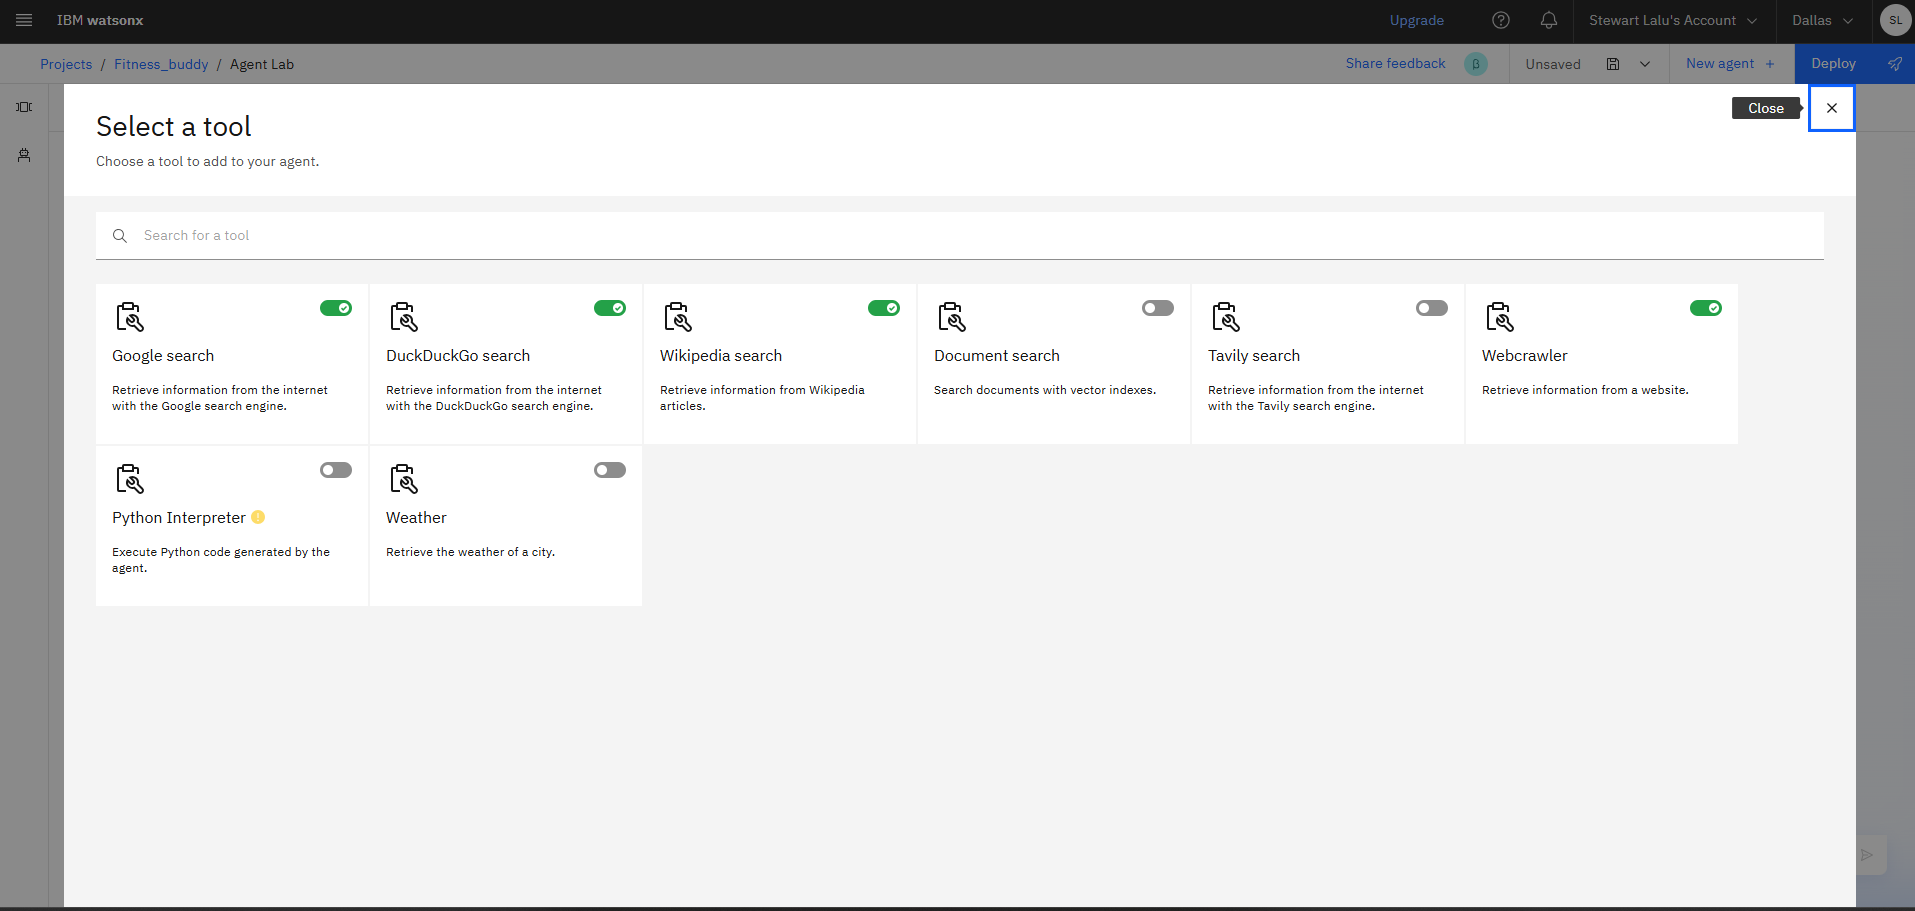 IBM watsonx
Upgrade
Stewart Lalu's Account
Dallas
SL
Projects / Fitness_buddy / Agent Lab
Share feedback
β
Unsaved
New agent +
Deploy
Select a tool
Close
Choose a tool to add to your agent.
Search for a tool
Google search
Retrieve information from the internet
with the Google search engine.
DuckDuckGo search
Retrieve information from the internet
with the DuckDuckGo search engine.
Wikipedia search
Retrieve information from Wikipedia
articles.
Document search
Search documents with vector indexes.
Tavily search
Retrieve information from the internet
with the Tavily search engine.
Webcrawler
Retrieve information from a website.
Python Interpreter
Execute Python code generated by the
agent.
Weather
Retrieve the weather of a city.